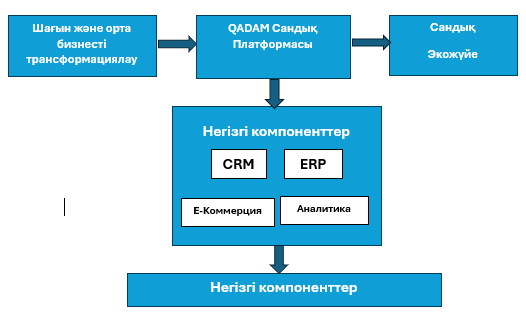 Шағын және орта
бизнесті
трансформациялау
QADAM Сандық
Платформасы
Сандық
Экожүйе
Негізгі компоненттер
CRM
ERP
Е-Коммерция
Аналитика
Негізгі компоненттер